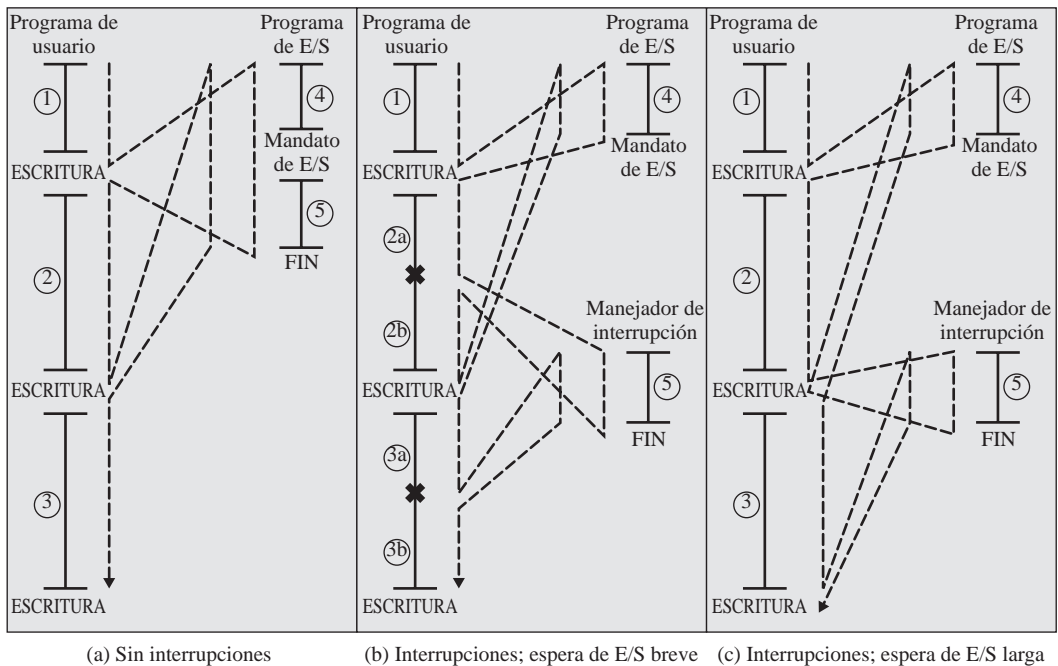 Programa de
usuario
Programa
de E/S
1
4
ESCRITURA
Mandato
de E/S
5
FIN
2
ESCRITURA
3
ESCRITURA
(a) Sin interrupciones
Programa de
usuario
Programa
de E/S
1
4
ESCRITURA
Mandato
de E/S
2a
2b
Manejador de
interrupción
ESCRITURA
5
FIN
3a
3b
ESCRITURA
(b) Interrupciones; espera de E/S breve
Programa de
usuario
Programa
de E/S
1
4
ESCRITURA
Mandato
de E/S
2
Manejador de
interrupción
ESCRITURA
5
FIN
3
ESCRITURA
(c) Interrupciones; espera de E/S larga